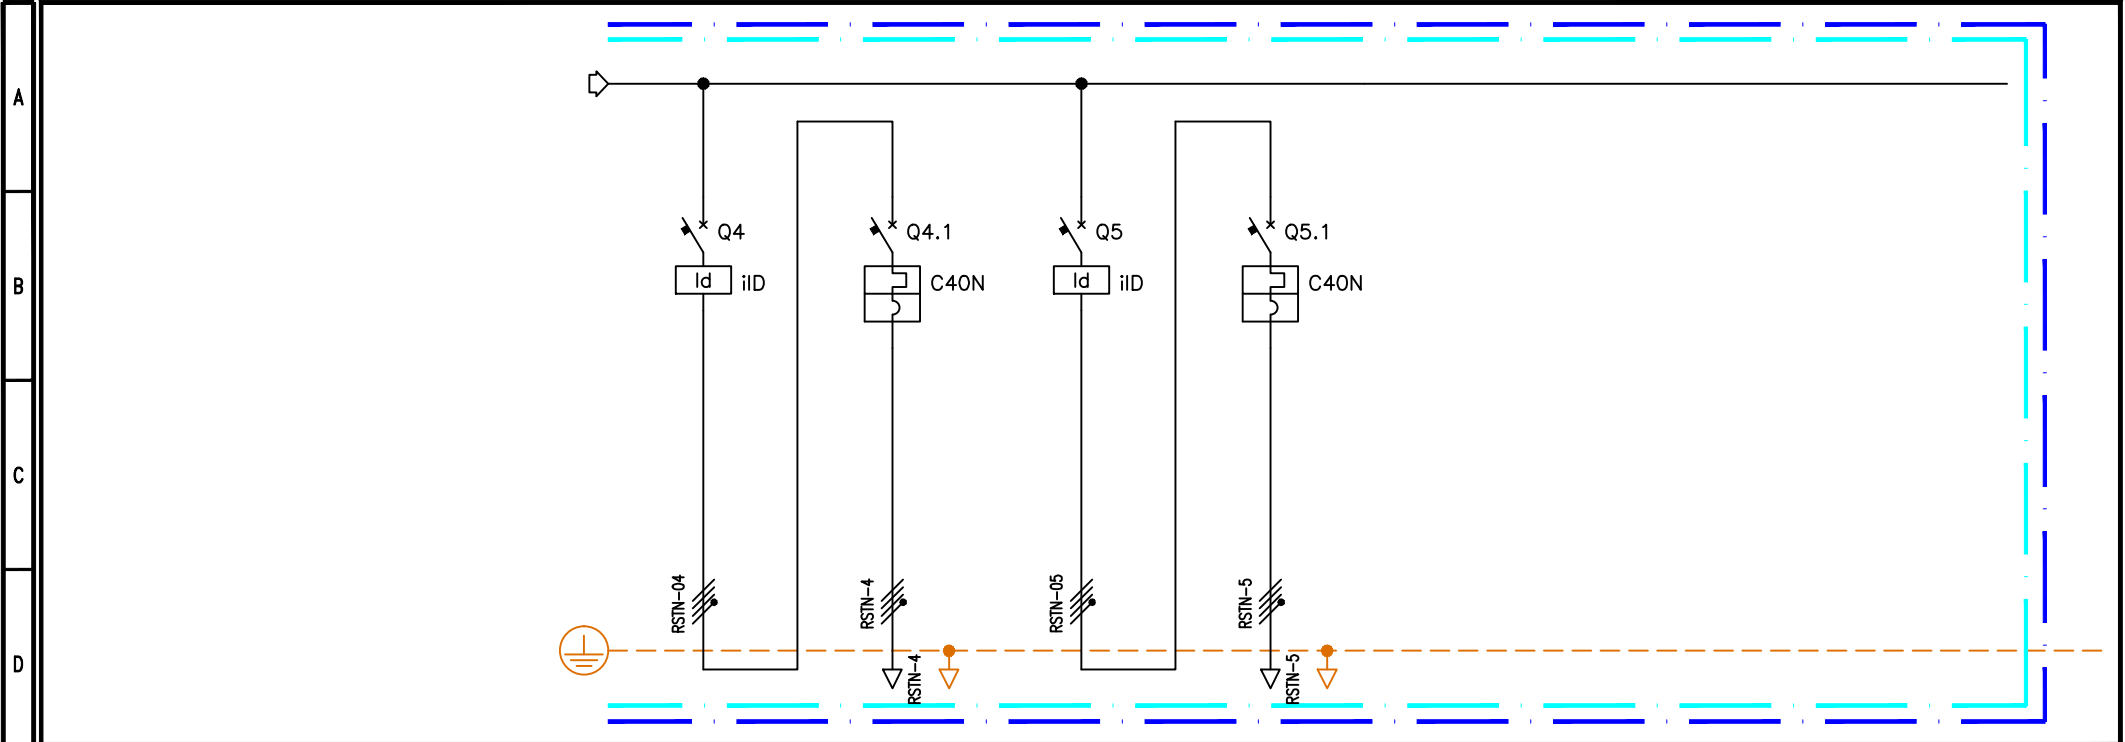 A
B
C
D
Q4
Q4.1
Q5
Q5.1
Id
iID
C40N
Id
iID
C40N
RSTN-04
RSTN-4
RSTN-05
RSTN-5
RSTN-4
RSTN-5